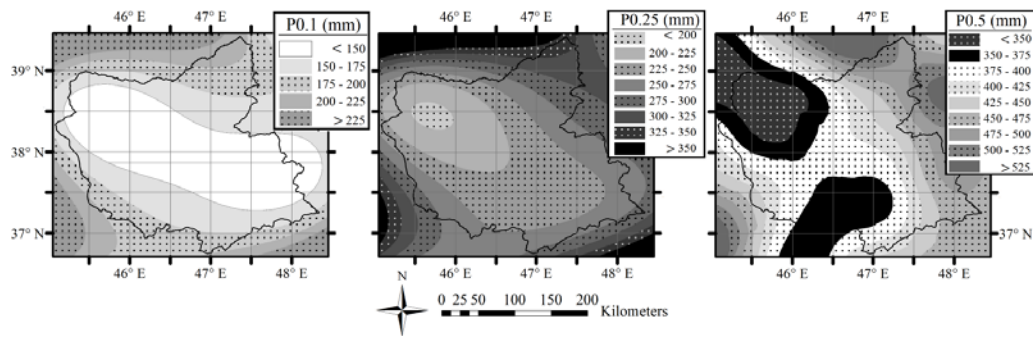 46° E 47° E
P0.1 (mm)
< 150
150 - 175
175 - 200
200 - 225
> 225
39° N
38° N
37° N
46° E 47° E 48° E
46° E 47° E
P0.25 (mm)
< 200
200 - 225
225 - 250
250 - 275
275 - 300
300 - 325
325 - 350
> 350
46° E 47° E 48° E
46° E 47° E
P0.5 (mm)
< 350
350 - 375
375 - 400
400 - 425
425 - 450
450 - 475
475 - 500
500 - 525
> 525
37° N
46° E 47° E 48° E
N
0 25 50 100 150 200
Kilometers